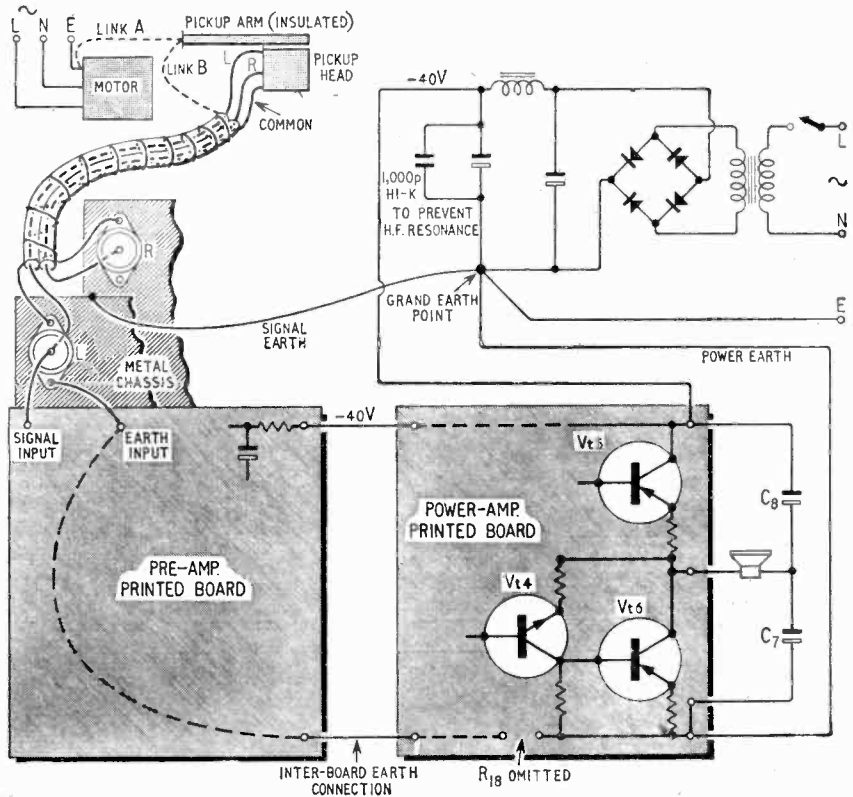 L N E
LINK A
PICKUP ARM (INSULATED)
LINK B
L
R
PICKUP
HEAD
MOTOR
COMMON
-40V
1,000p
HI-K
TO PREVENT
H.F. RESONANCE
L
N
R
GRAND EARTH
POINT
SIGNAL
EARTH
E
POWER EARTH
L
METAL
CHASSIS
SIGNAL
INPUT
EARTH
INPUT
-40V
Vt5
C8
POWER-AMP.
PRINTED BOARD
PRE-AMP.
PRINTED BOARD
Vt4
Vt6
C7
INTER-BOARD EARTH
CONNECTION
R18 OMITTED